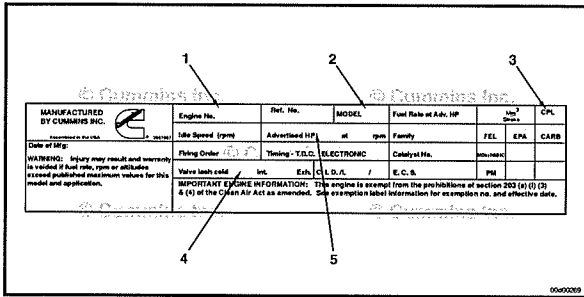 1 2 3
© Cummins Inc. © Cummins Inc.
MANUFACTURED BY CUMMINS INC.
Engine No. Ref. No. MODEL Fuel Rate at Adv. HP Mm³ Stroke CPL
Idle Speed (rpm) Advertised HP at rpm Family FEL EPA CARB
Date of Mfg:
Firing Order Timing - T.D.C. ELECTRONIC Catalyst No.
WARNING: Injury may result and warranty
is voided if fuel rate, rpm or altitudes
exceed published maximum values for this
model and application.
Valve lash cold Int. Exh. C. I. D. /L / E. C. S. PM
IMPORTANT ENGINE INFORMATION: This engine is exempt from the prohibitions of section 203 (a) (i) (3)
& (4) of the Clean Air Act as amended. See exemption label information for exemption no. and effective date.
© Cummins Inc. © Cummins Inc.
4 5
00d00269